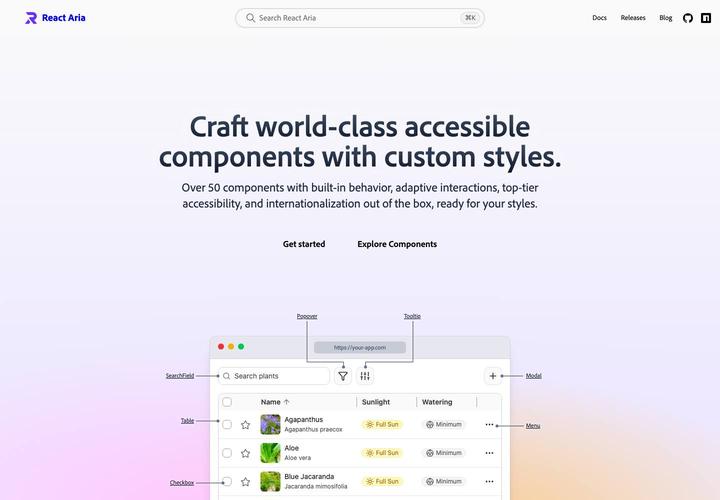 React Aria
Search React Aria
⌘K
Docs
Releases
Blog
Craft world-class accessible
components with custom styles.
Over 50 components with built-in behavior, adaptive interactions, top-tier
accessibility, and internationalization out of the box, ready for your styles.
Get started
Explore Components
Popover
Tooltip
https://your-app.com
SearchField
Search plants
Modal
Name
Sunlight
Watering
Table
Agapanthus
Agapanthus praecox
Full Sun
Minimum
Menu
Aloe
Aloe vera
Full Sun
Minimum
Checkbox
Blue Jacaranda
Jacaranda mimosifolia
Full Sun
Minimum